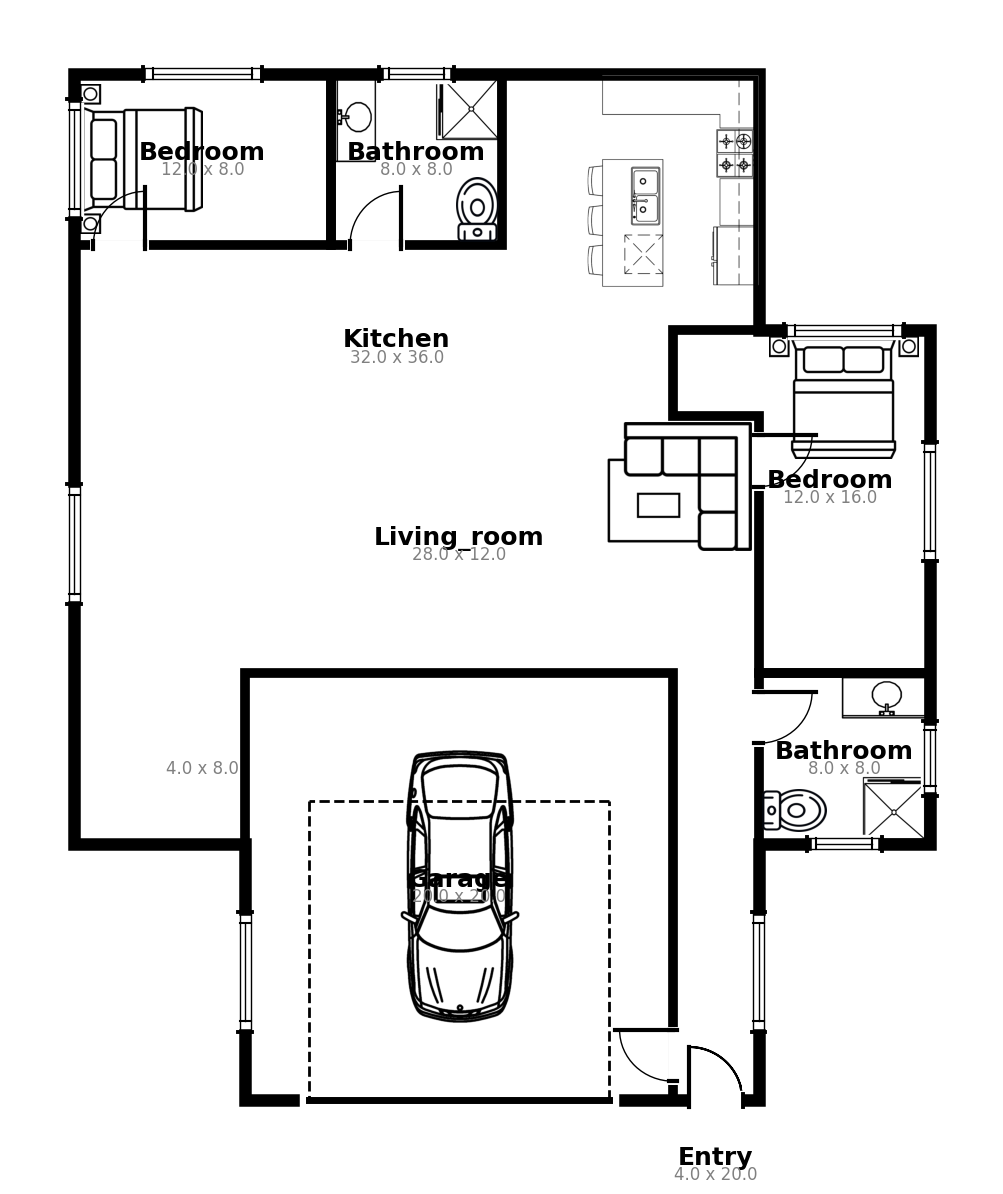 Bedroom
12.0 x 8.0
Bathroom
8.0 x 8.0
Kitchen
32.0 x 36.0
Bedroom
12.0 x 16.0
Living_room
28.0 x 12.0
Bathroom
8.0 x 8.0
4.0 x 8.0
Garage
20.0 x 20.0
Entry
4.0 x 20.0